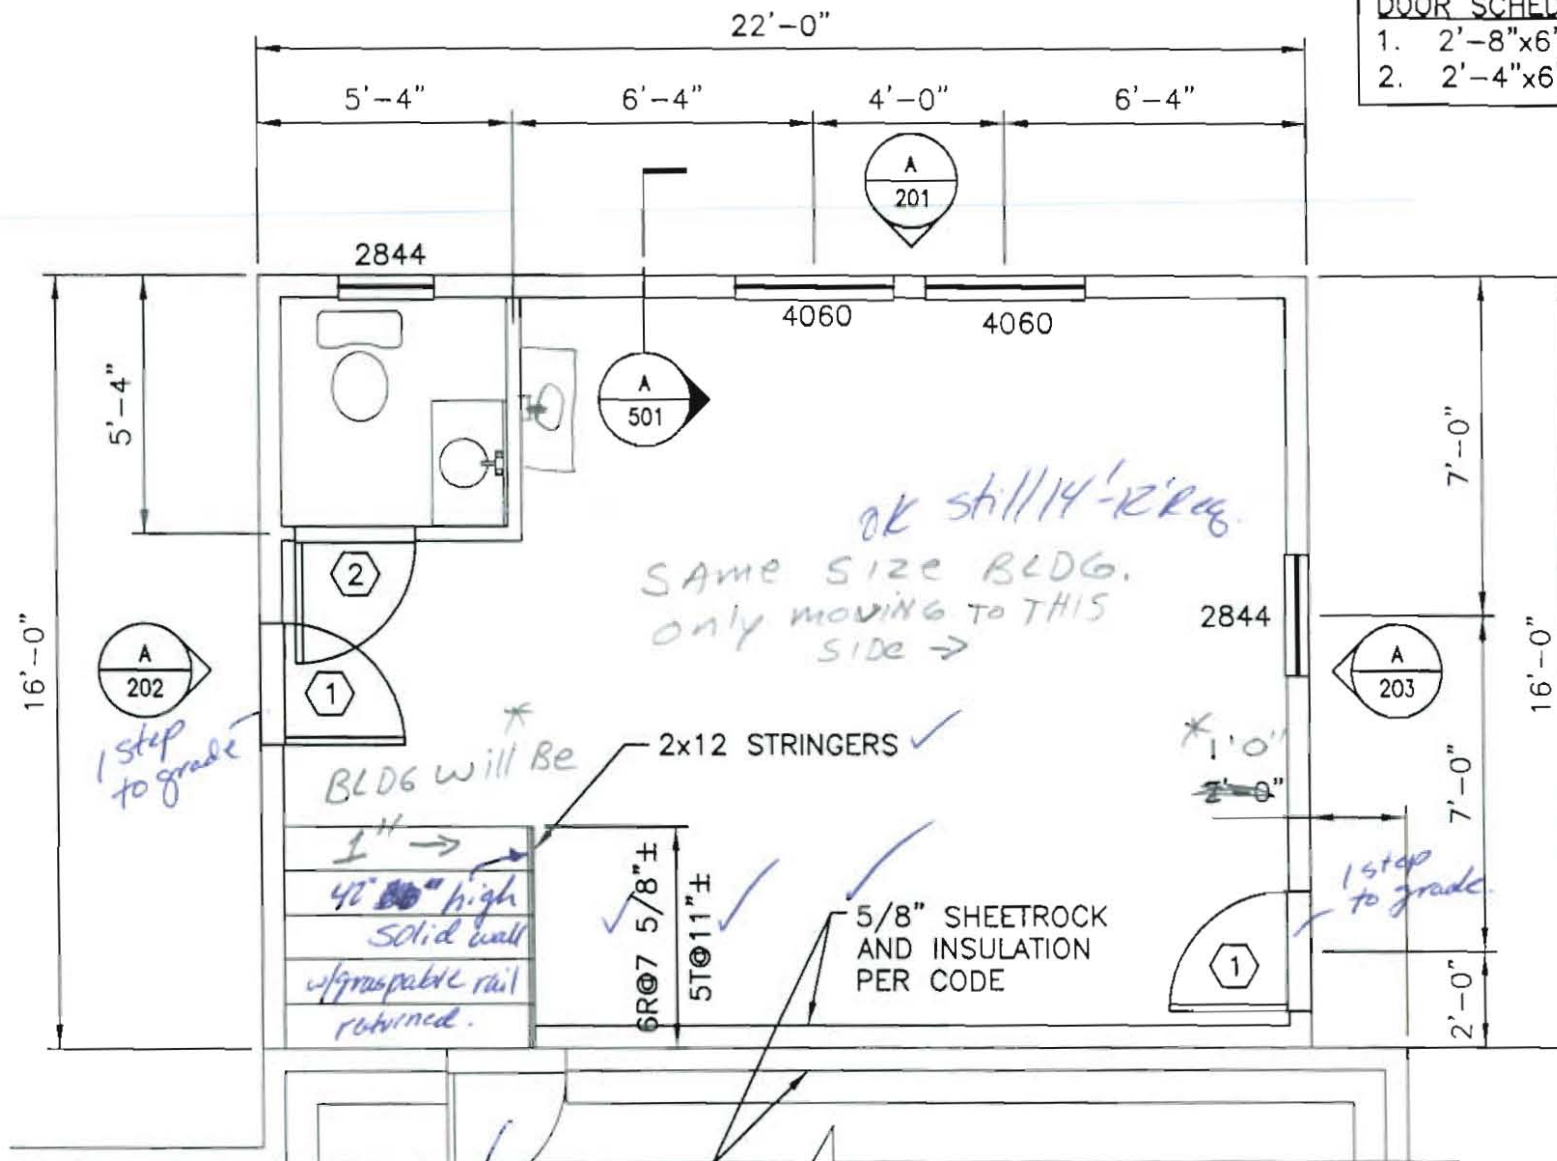 DOOR SCHED
1. 2'-8"x6'
2. 2'-4"x6'
22'-0"
5'-4"
6'-4"
4'-0"
6'-4"
A
201
2844
4060
4060
5'-4"
A
501
7'-0"
OK still 14'-
SAME SIZE BLDG.
only moving to THIS
SIDE →
2
2844
16'-0"
A
202
1
A
203
16'-0"
1 step
to grade
*
BLDG will Be
1" →
2x12 STRINGERS ✓
* 1'0"
2'-0"
7'-0"
42" high
solid wall
w/graspable rail
returned.
6R@7 5/8"±
5T@11"±
5/8" SHEETROCK
AND INSULATION
PER CODE
1 step
to grade.
1
2'-0"